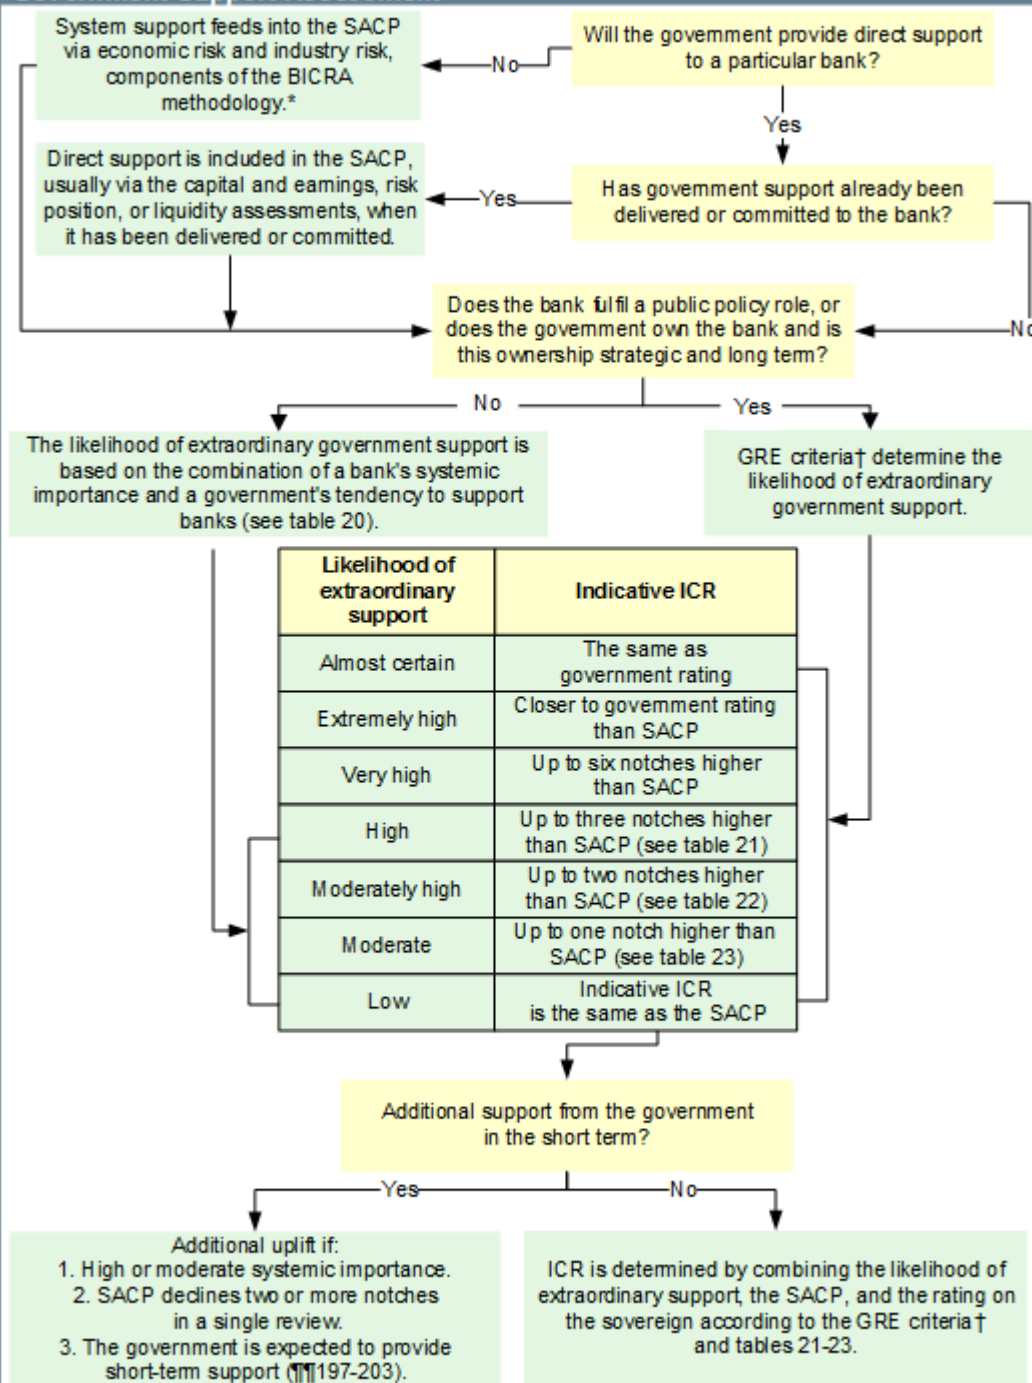 System support feeds into the SACP
via economic risk and industry risk,
components of the BICRA
methodology.*
Will the government provide direct support
to a particular bank?
No
Yes
Direct support is included in the SACP,
usually via the capital and earnings, risk
position, or liquidity assessments, when
it has been delivered or committed.
Yes
Has government support already been
delivered or committed to the bank?
Does the bank fulfil a public policy role, or
does the government own the bank and is
this ownership strategic and long term?
No
No
Yes
The likelihood of extraordinary government support is
based on the combination of a bank's systemic
importance and a government's tendency to support
banks (see table 20).
GRE criteria† determine the
likelihood of extraordinary
government support.
Likelihood of
extraordinary
support
Indicative ICR
Almost certain
The same as
government rating
Extremely high
Closer to government rating
than SACP
Very high
Up to six notches higher
than SACP
High
Up to three notches higher
than SACP (see table 21)
Moderately high
Up to two notches higher
than SACP (see table 22)
Moderate
Up to one notch higher than
SACP (see table 23)
Low
Indicative ICR
is the same as the SACP
Additional support from the government
in the short term?
Yes
No
Additional uplift if:
1. High or moderate systemic importance.
2. SACP declines two or more notches
in a single review.
3. The government is expected to provide
short-term support (¶¶197-203).
ICR is determined by combining the likelihood of
extraordinary support, the SACP, and the rating on
the sovereign according to the GRE criteria†
and tables 21-23.